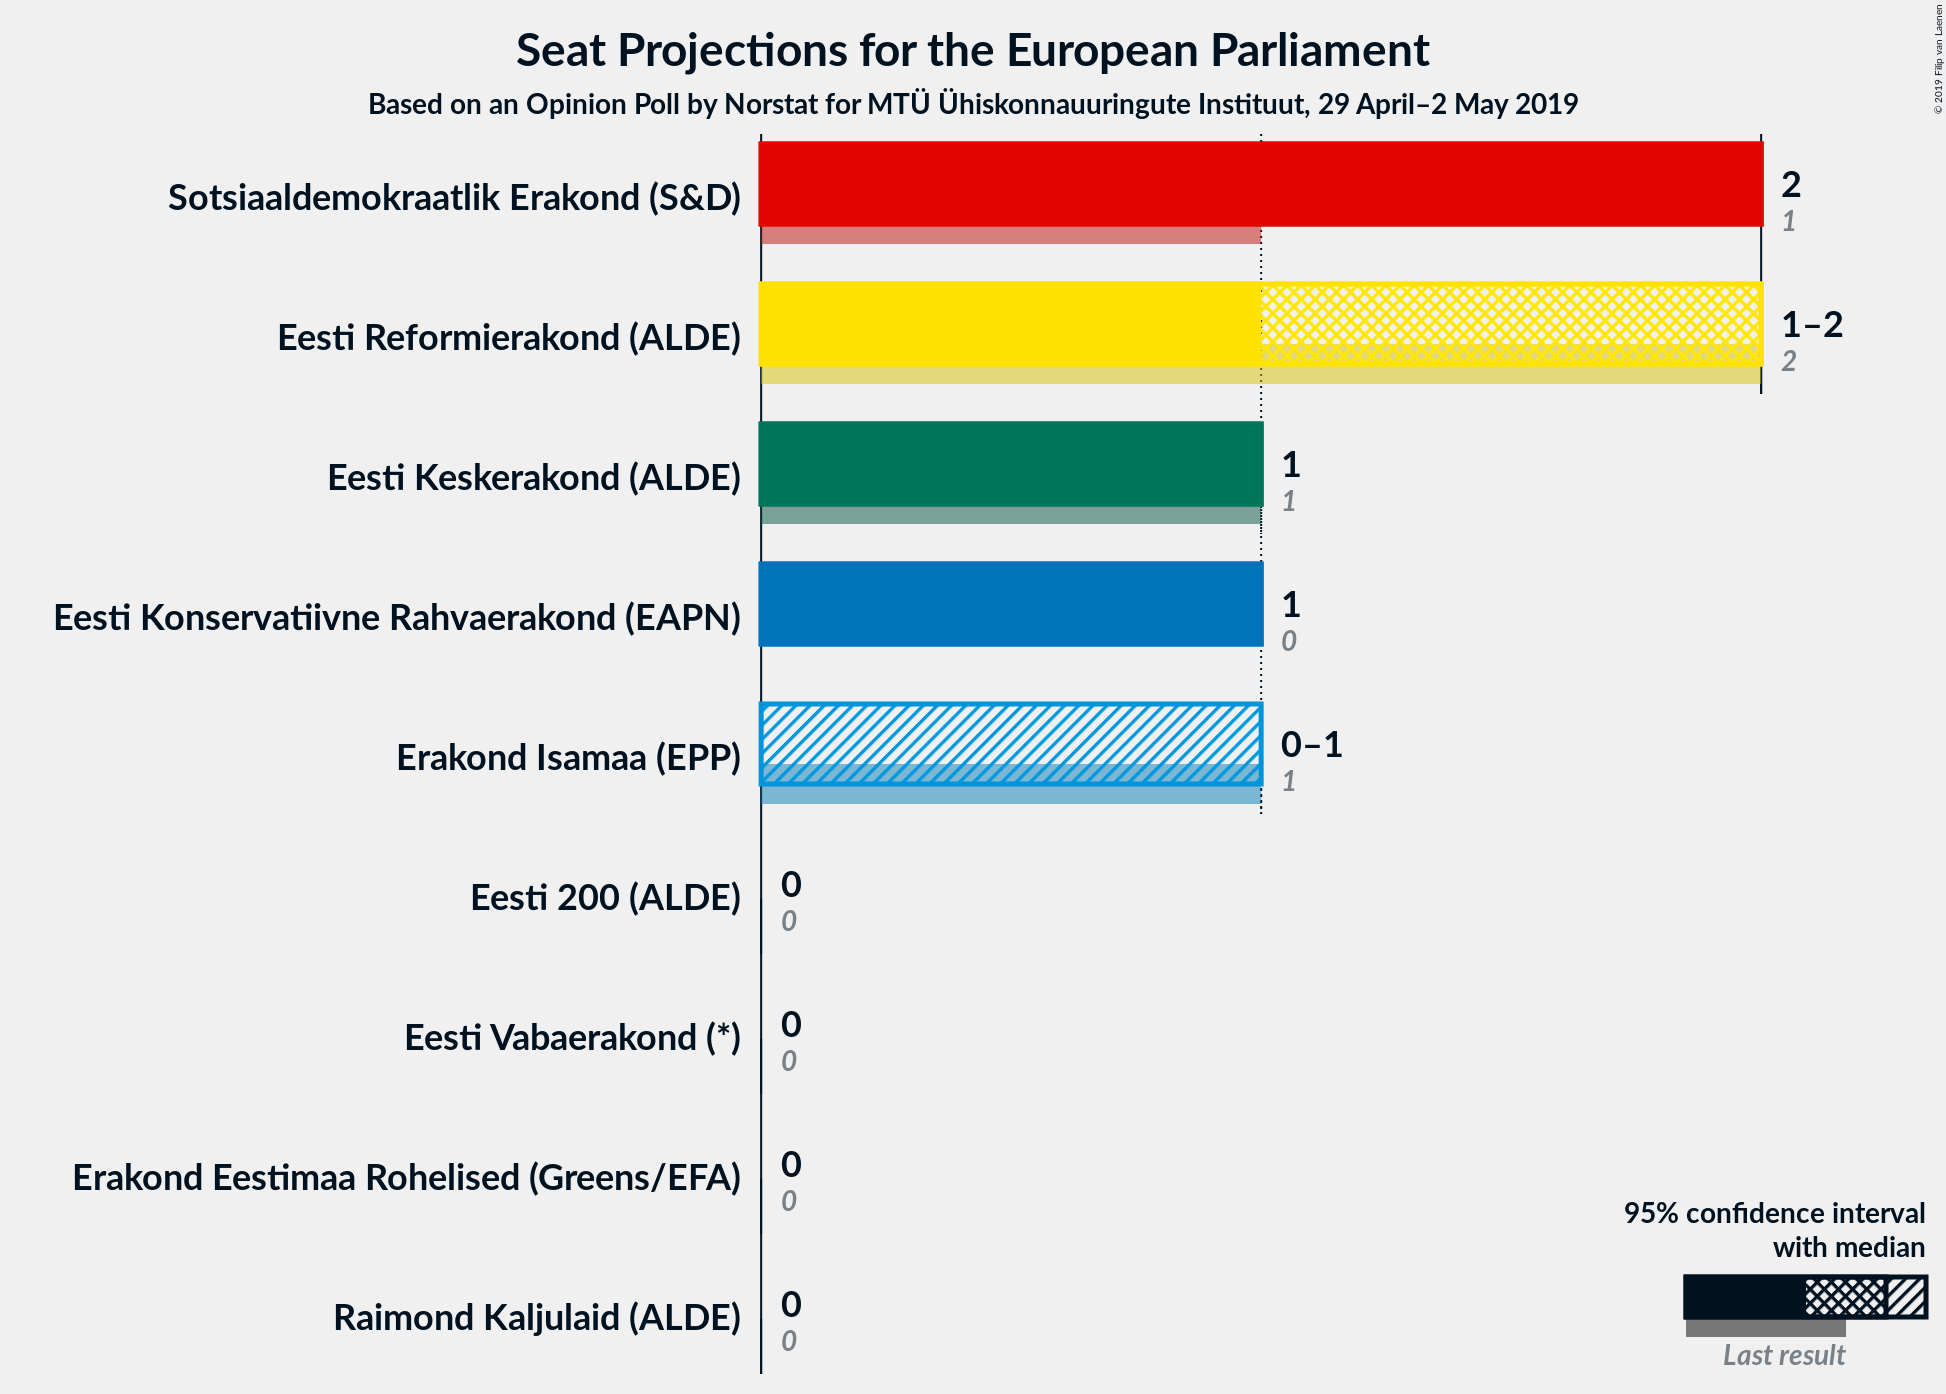 Seat Projections for the European Parliament
Based on an Opinion Poll by Norstat for MTÜ Ühiskonnauuringute Instituut, 29 April–2 May 2019
© 2019 Filip van Laenen
Sotsiaaldemokraatlik Erakond (S&D)
2
1
Eesti Reformierakond (ALDE)
1–2
2
Eesti Keskerakond (ALDE)
1
1
Eesti Konservatiivne Rahvaerakond (EAPN)
1
0
Erakond Isamaa (EPP)
0–1
1
Eesti 200 (ALDE)
0
0
Eesti Vabaerakond (*)
0
0
Erakond Eestimaa Rohelised (Greens/EFA)
0
0
Raimond Kaljulaid (ALDE)
0
0
95% confidence interval
with median
Last result